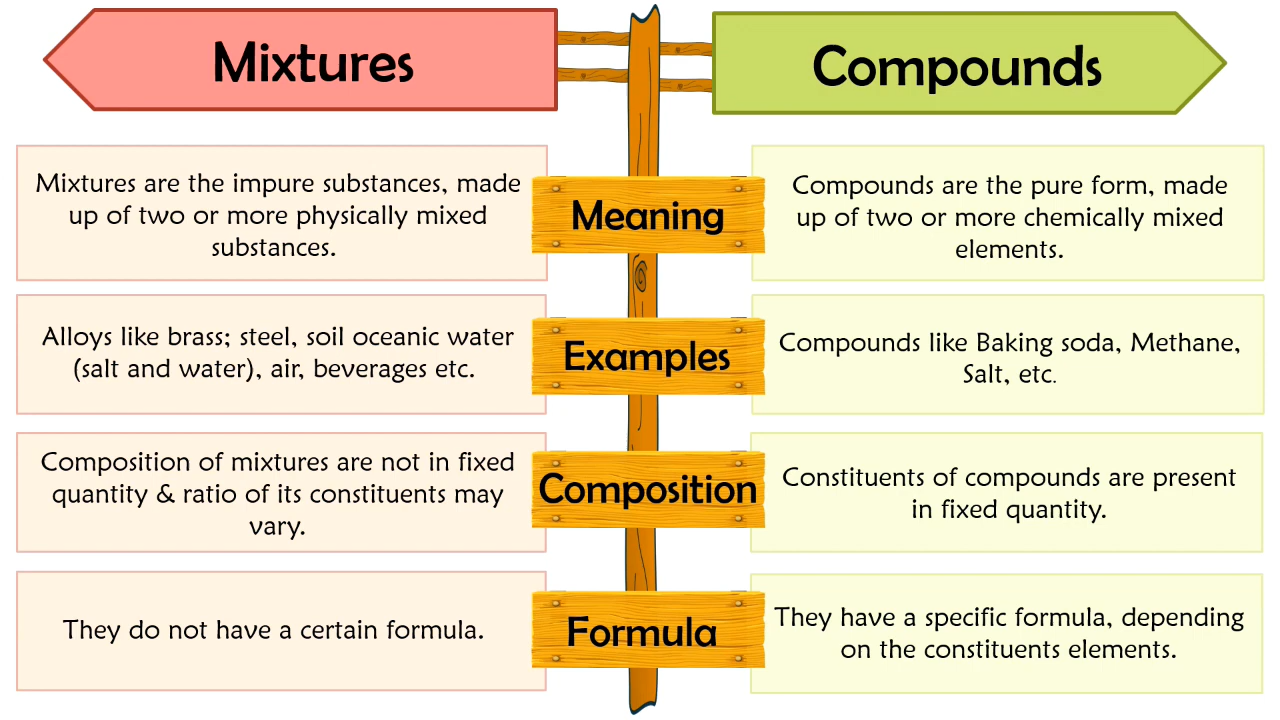 Mixtures
Compounds
Mixtures are the impure substances, made
up of two or more physically mixed
substances.
Meaning
Compounds are the pure form, made
up of two or more chemically mixed
elements.
Alloys like brass; steel, soil oceanic water
(salt and water), air, beverages etc.
Examples
Compounds like Baking soda, Methane,
Salt, etc.
Composition of mixtures are not in fixed
quantity & ratio of its constituents may
vary.
Composition
Constituents of compounds are present
in fixed quantity.
They do not have a certain formula.
Formula
They have a specific formula, depending
on the constituents elements.